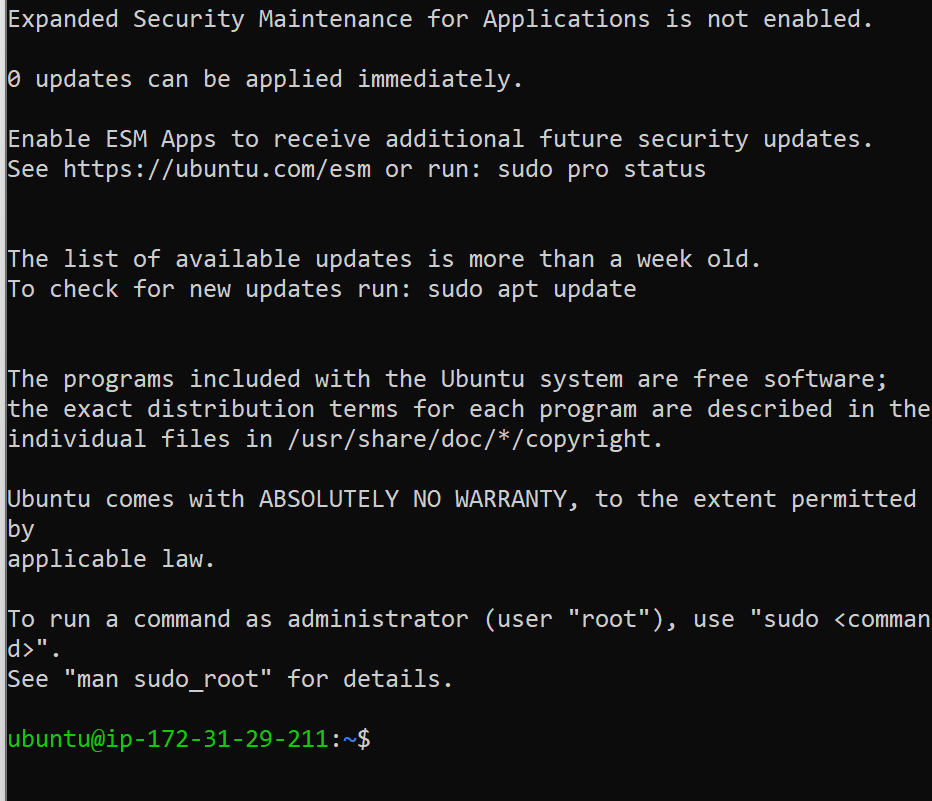 Expanded Security Maintenance for Applications is not enabled.
0 updates can be applied immediately.
Enable ESM Apps to receive additional future security updates.
See https://ubuntu.com/esm or run: sudo pro status
The list of available updates is more than a week old.
To check for new updates run: sudo apt update
The programs included with the Ubuntu system are free software;
the exact distribution terms for each program are described in the
individual files in /usr/share/doc/*/copyright.
Ubuntu comes with ABSOLUTELY NO WARRANTY, to the extent permitted
by
applicable law.
To run a command as administrator (user "root"), use "sudo <comman
d>".
See "man sudo_root" for details.
ubuntu@ip-172-31-29-211:~$